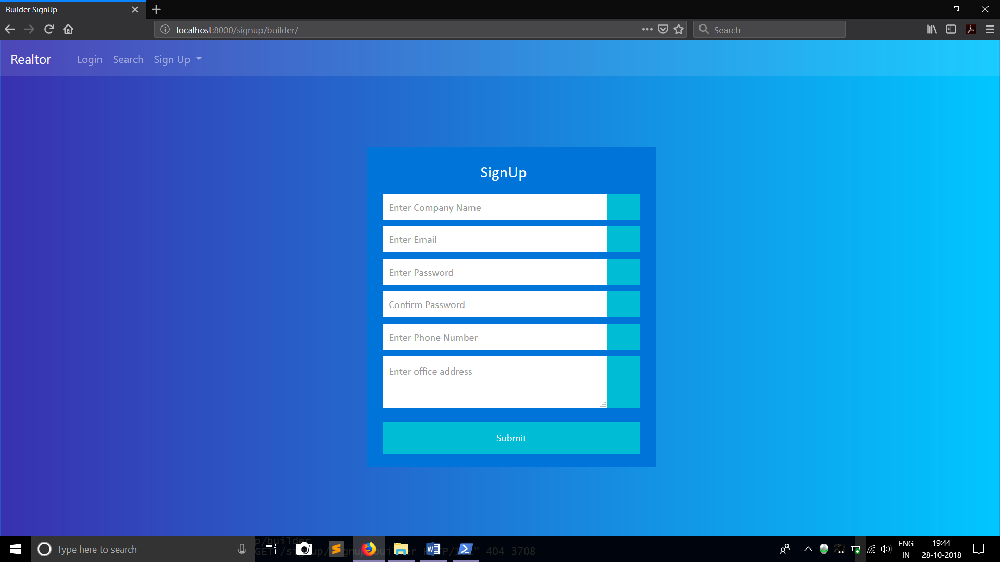 Builder SignUp
localhost:8000/signup/builder/
Search
Realtor
Login
Search
Sign Up
SignUp
Enter Company Name
Enter Email
Enter Password
Confirm Password
Enter Phone Number
Enter office address
Submit
p/builder
Type here to search
404 3708
ENG
IN
19:44
28-10-2018